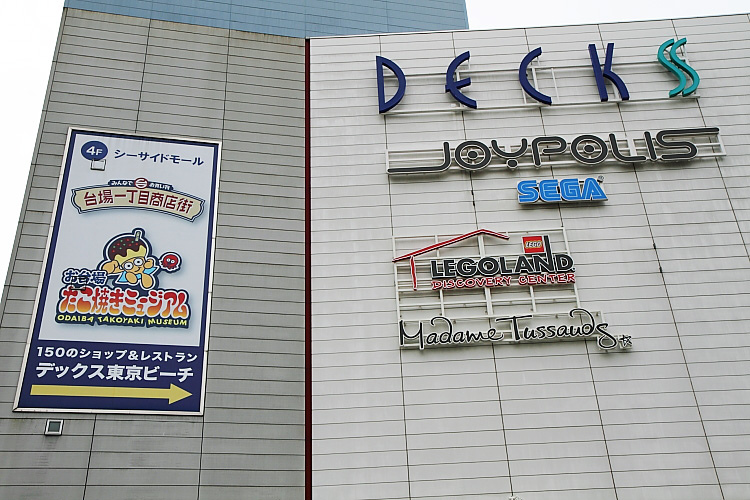 4F シーサイドモール
みんなで お買い物
台場一丁目商店街
お台場
たこ焼きミュージアム
ODAIBA TAKOYAKI MUSEUM
150のショップ&レストラン
デックス東京ビーチ
DECKS
JOYPOLIS
SEGA
LEGO
LEGOLAND
DISCOVERY CENTER
Madame Tussauds